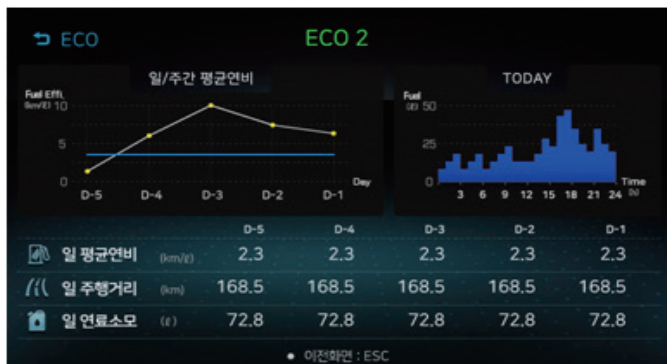 ECO
ECO 2
일/주간 평균연비
Fuel Effi.
(km/ℓ) 10
5
0
D-5 D-4 D-3 D-2 D-1
Day
TODAY
Fuel
(ℓ) 50
25
0
3 6 9 12 15 18 21 24
Time
(h)
D-5 D-4 D-3 D-2 D-1
일 평균연비 (km/ℓ) 2.3 2.3 2.3 2.3 2.3
일 주행거리 (km) 168.5 168.5 168.5 168.5 168.5
일 연료소모 (ℓ) 72.8 72.8 72.8 72.8 72.8
● 이전화면 : ESC